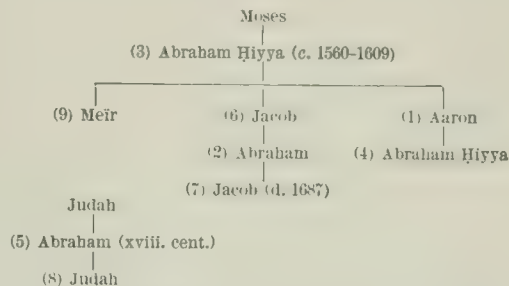 Moses
(3) Abraham Ḥiyya (c. 1560-1609)
(9) Meïr (6) Jacob (1) Aaron
(2) Abraham (4) Abraham Ḥiyya
(7) Jacob (d. 1687)
Judah
(5) Abraham (xviii. cent.)
(8) Judah